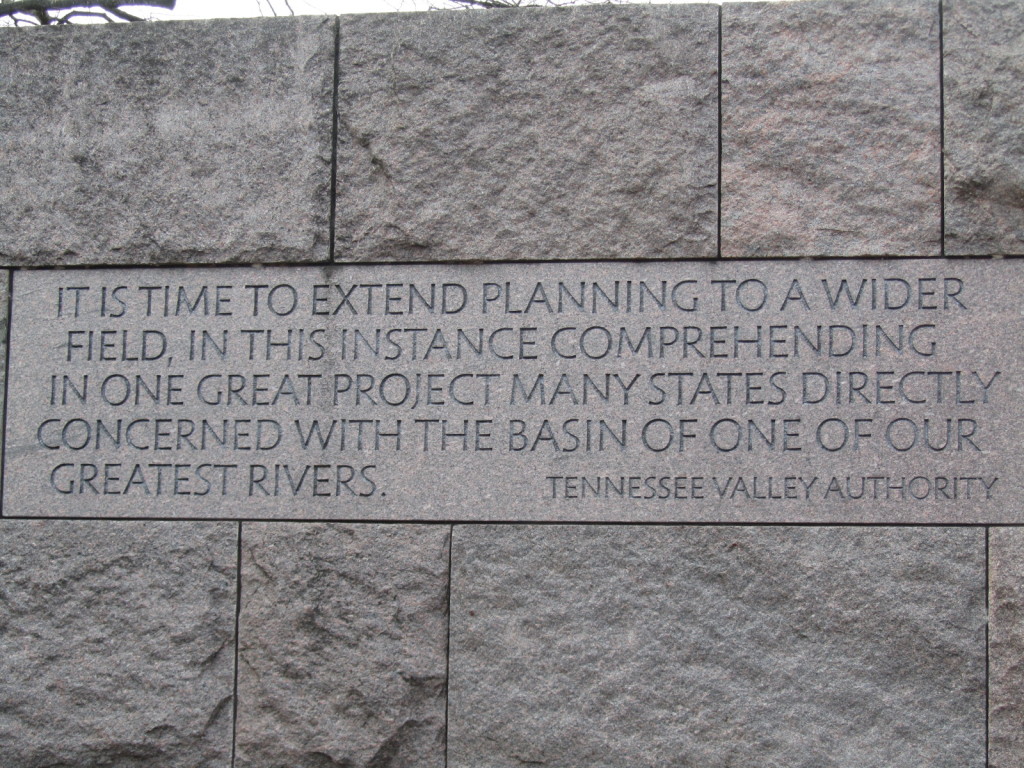 IT IS TIME TO EXTEND PLANNING TO A WIDER
FIELD, IN THIS INSTANCE COMPREHENDING
IN ONE GREAT PROJECT MANY STATES DIRECTLY
CONCERNED WITH THE BASIN OF ONE OF OUR
GREATEST RIVERS.
TENNESSEE VALLEY AUTHORITY